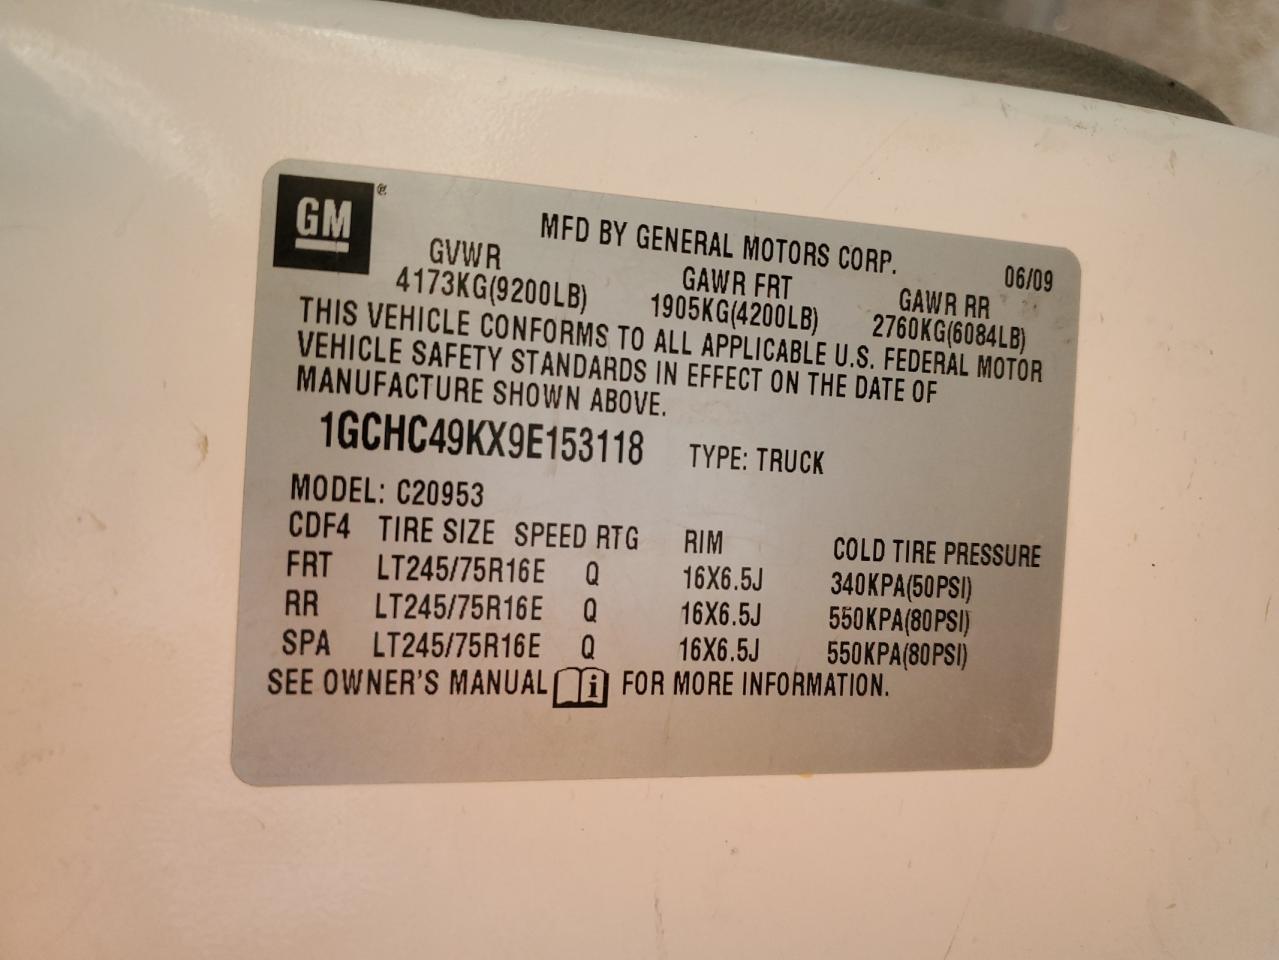 GM ®
MFD BY GENERAL MOTORS CORP. 06/09
GVWR GAWR FRT GAWR RR
4173KG(9200LB) 1905KG(4200LB) 2760KG(6084LB)
THIS VEHICLE CONFORMS TO ALL APPLICABLE U.S. FEDERAL MOTOR
VEHICLE SAFETY STANDARDS IN EFFECT ON THE DATE OF
MANUFACTURE SHOWN ABOVE.
1GCHC49KX9E153118 TYPE: TRUCK
MODEL: C20953
CDF4 TIRE SIZE SPEED RTG RIM COLD TIRE PRESSURE
FRT LT245/75R16E Q 16X6.5J 340KPA(50PSI)
RR LT245/75R16E Q 16X6.5J 550KPA(80PSI)
SPA LT245/75R16E Q 16X6.5J 550KPA(80PSI)
SEE OWNER'S MANUAL i FOR MORE INFORMATION.